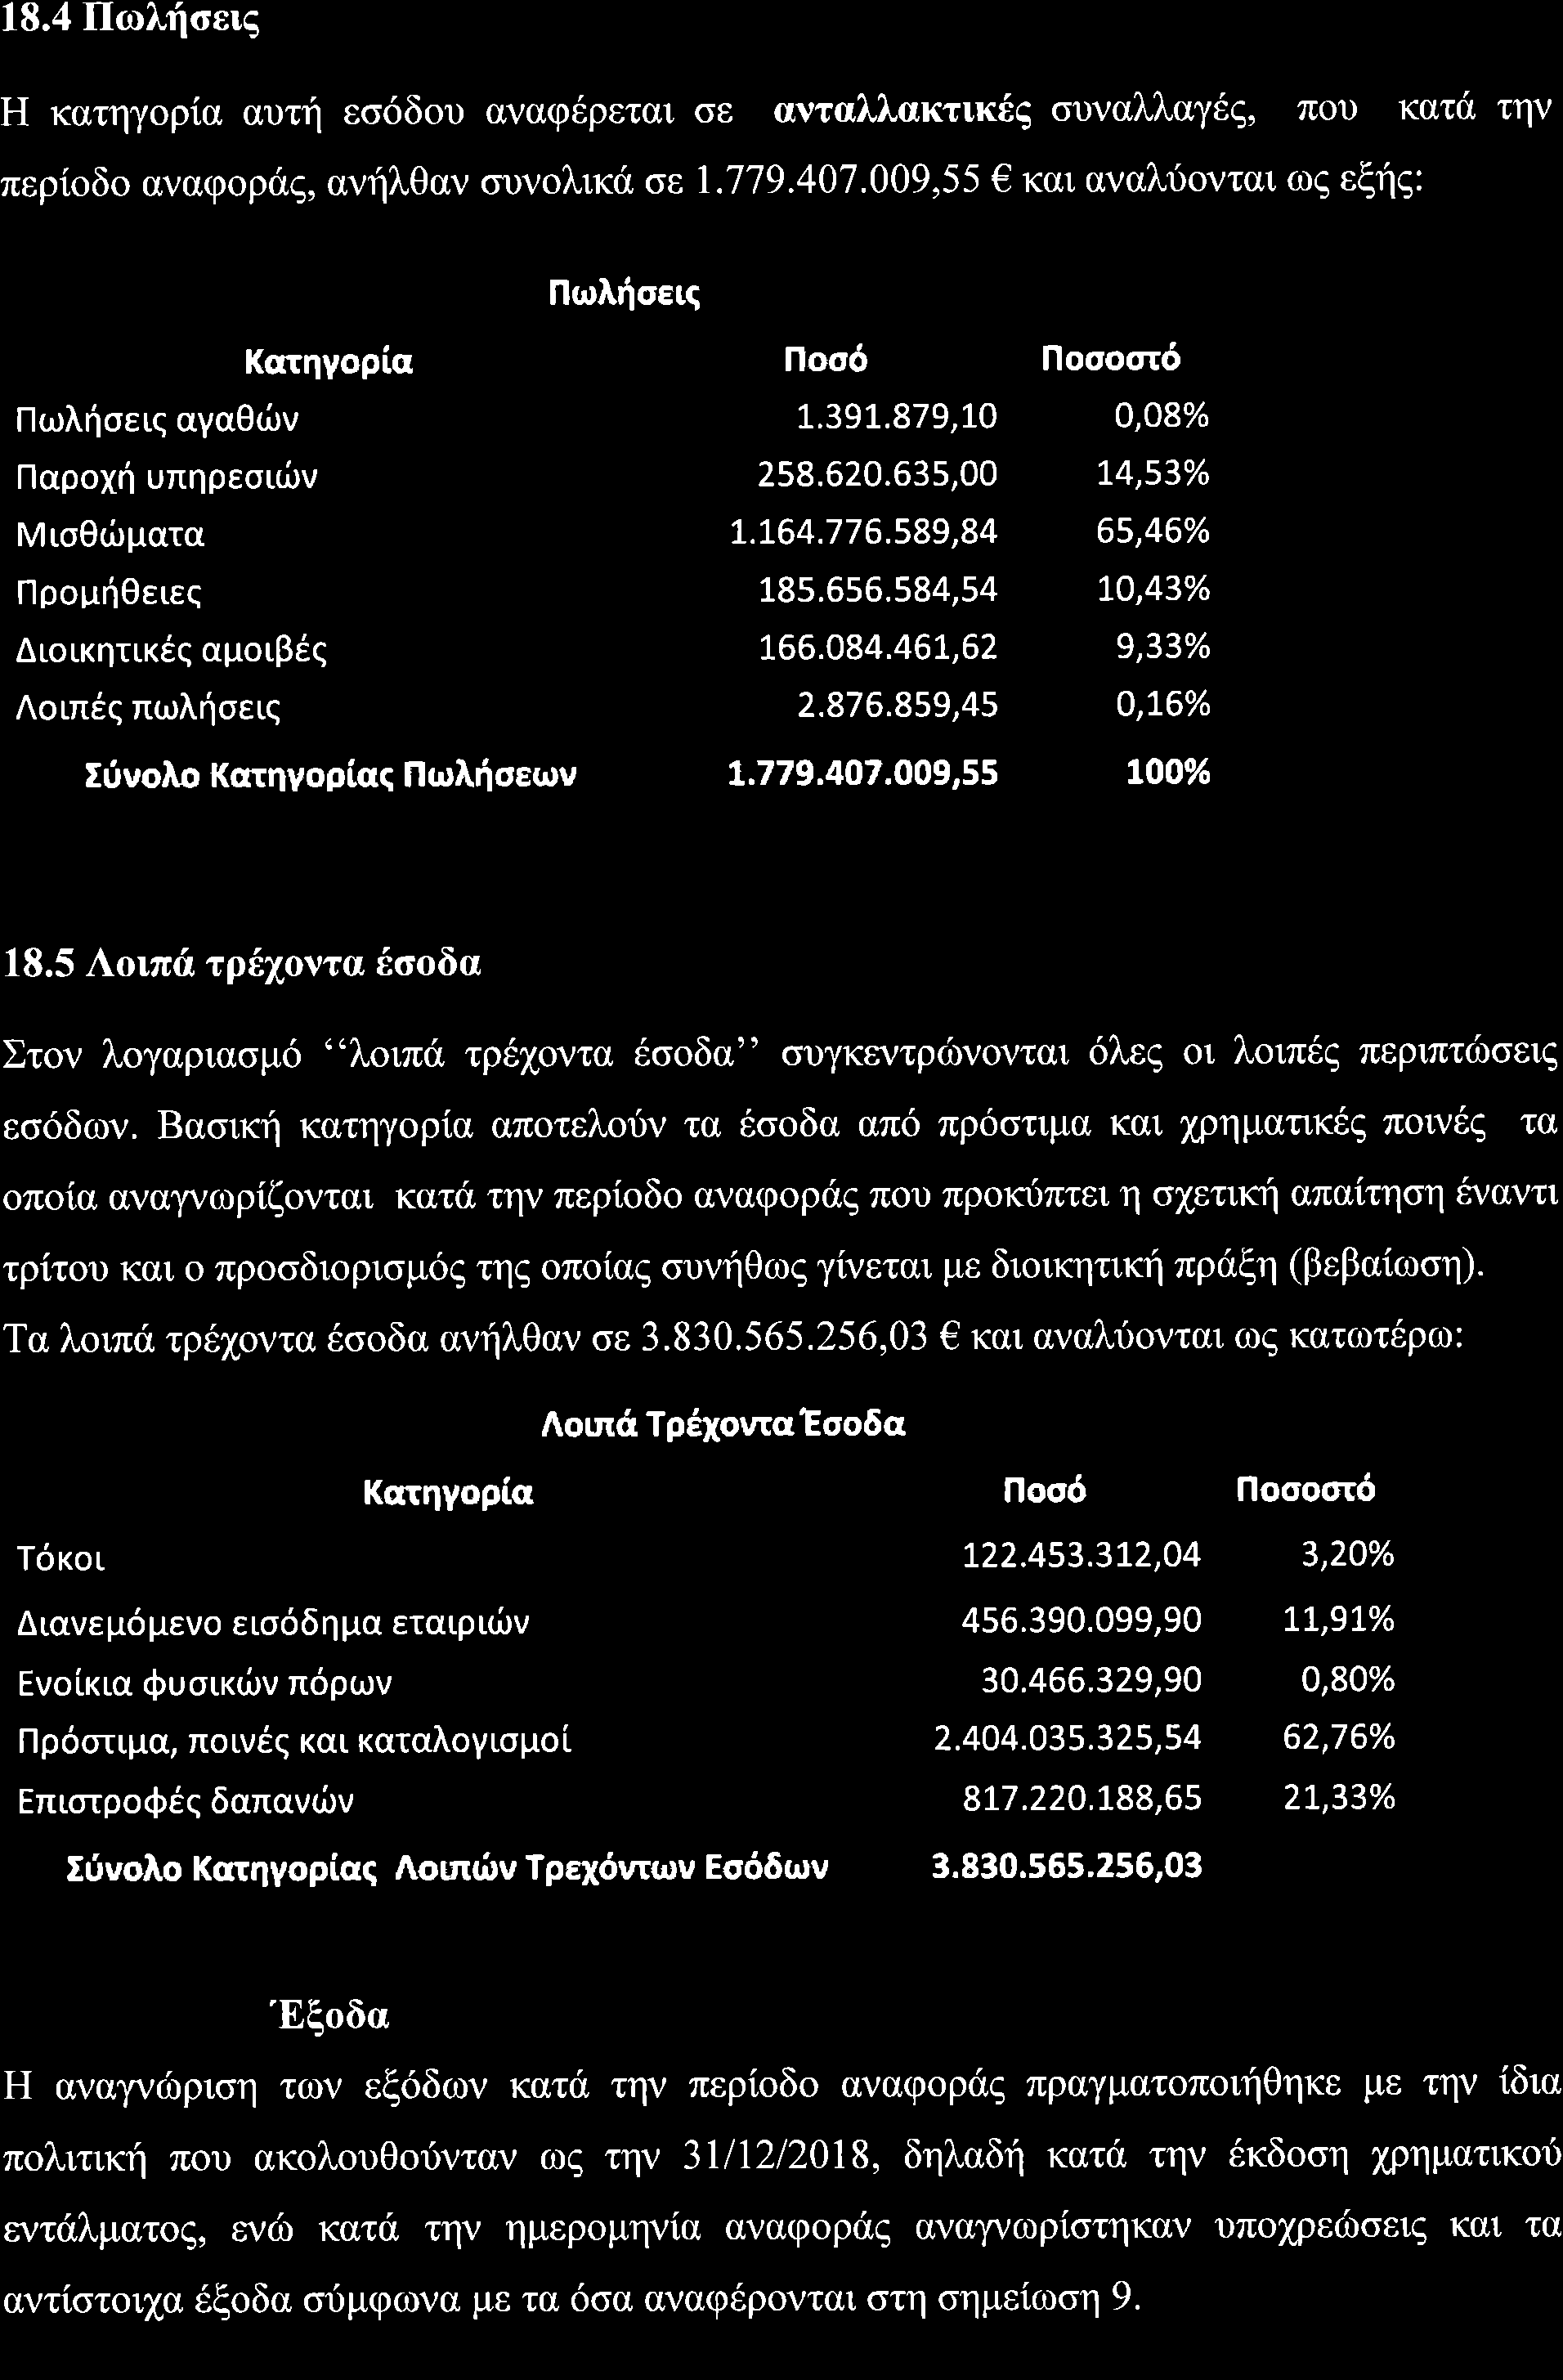 18.4 Πωλήσεις
Η κατηγορία αυτή εσόδου αναφέρεται σε ανταλλακτικές συναλλαγές, που κατά την
περίοδο αναφοράς, ανήλθαν συνολικά σε 1.779.407.009,55 € και αναλύονται ως εξής:
Πωλήσεις
Κατηγορία Ποσό Ποσοστό
Πωλήσεις αγαθών 1.391.879,10 0,08%
Παροχή υπηρεσιών 258.620.635,00 14,53%
Μισθώματα 1.164.776.589,84 65,46%
Προμήθειες 185.656.584,54 10,43%
Διοικητικές αμοιβές 166.084.461,62 9,33%
Λοιπές πωλήσεις 2.876.859,45 0,16%
Σύνολο Κατηγορίας Πωλήσεων 1.779.407.009,55 100%
18.5 Λοιπά τρέχοντα έσοδα
Στον λογαριασμό ‘‘λοιπά τρέχοντα έσοδα’’ συγκεντρώνονται όλες οι λοιπές περιπτώσεις
εσόδων. Βασική κατηγορία αποτελούν τα έσοδα από πρόστιμα και χρηματικές ποινές τα
οποία αναγνωρίζονται κατά την περίοδο αναφοράς που προκύπτει η σχετική απαίτηση έναντι
τρίτου και ο προσδιορισμός της οποίας συνήθως γίνεται με διοικητική πράξη (βεβαίωση).
Τα λοιπά τρέχοντα έσοδα ανήλθαν σε 3.830.565.256,03 € και αναλύονται ως κατωτέρω:
Λοιπά Τρέχοντα Έσοδα
Κατηγορία Ποσό Ποσοστό
Τόκοι 122.453.312,04 3,20%
Διανεμόμενο εισόδημα εταιριών 456.390.099,90 11,91%
Ενοίκια φυσικών πόρων 30.466.329,90 0,80%
Πρόστιμα, ποινές και καταλογισμοί 2.404.035.325,54 62,76%
Επιστροφές δαπανών 817.220.188,65 21,33%
Σύνολο Κατηγορίας Λοιπών Τρεχόντων Εσόδων 3.830.565.256,03
Έξοδα
Η αναγνώριση των εξόδων κατά την περίοδο αναφοράς πραγματοποιήθηκε με την ίδια
πολιτική που ακολουθούνταν ως την 31/12/2018, δηλαδή κατά την έκδοση χρηματικού
εντάλματος, ενώ κατά την ημερομηνία αναφοράς αναγνωρίστηκαν υποχρεώσεις και τα
αντίστοιχα έξοδα σύμφωνα με τα όσα αναφέρονται στη σημείωση 9.